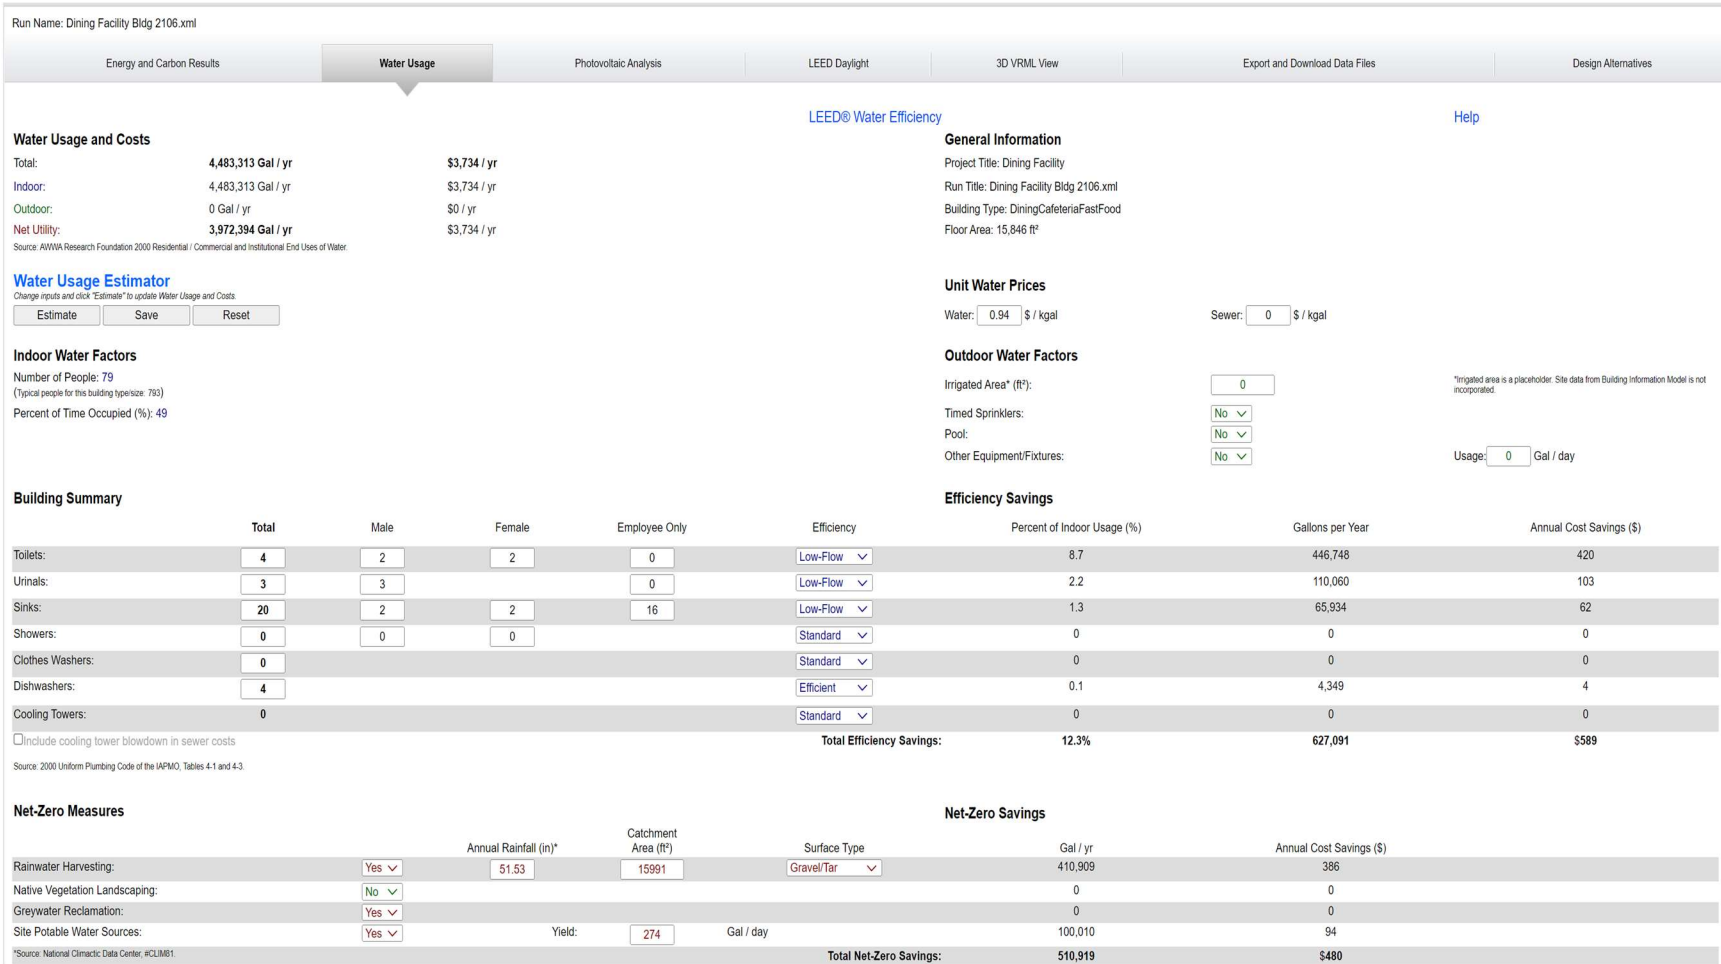 Run Name: Dining Facility Bldg 2106.xml
Energy and Carbon Results Water Usage Photovoltaic Analysis LEED Daylight 3D VRML View Export and Download Data Files Design Alternatives
LEED® Water Efficiency Help
Water Usage and Costs General Information
Total: 4,483,313 Gal / yr $3,734 / yr Project Title: Dining Facility
Indoor: 4,483,313 Gal / yr $3,734 / yr Run Title: Dining Facility Bldg 2106.xml
Outdoor: 0 Gal / yr $0 / yr Building Type: DiningCafeteriaFastFood
Net Utility: 3,972,394 Gal / yr $3,734 / yr Floor Area: 15,846 ft²
Source: AWWA Research Foundation 2000 Residential / Commercial and Institutional End Uses of Water.
Water Usage Estimator Unit Water Prices
Change inputs and click "Estimate" to update Water Usage and Costs.
Estimate Save Reset Water: 0.94 $ / kgal Sewer: 0 $ / kgal
Indoor Water Factors Outdoor Water Factors
Number of People: 79 Irrigated Area* (ft²): 0 *Irrigated area is a placeholder. Site data from Building Information Model is not
incorporated.
(Typical people for this building type/size: 793)
Percent of Time Occupied (%): 49 Timed Sprinklers: No
Pool: No
Other Equipment/Fixtures: No Usage: 0 Gal / day
Building Summary Efficiency Savings
Total Male Female Employee Only Efficiency Percent of Indoor Usage (%) Gallons per Year Annual Cost Savings ($)
Toilets: 4 2 2 0 Low-Flow 8.7 446,748 420
Urinals: 3 3 0 Low-Flow 2.2 110,060 103
Sinks: 20 2 2 16 Low-Flow 1.3 65,934 62
Showers: 0 0 0 Standard 0 0 0
Clothes Washers: 0 Standard 0 0 0
Dishwashers: 4 Efficient 0.1 4,349 4
Cooling Towers: 0 Standard 0 0 0
Include cooling tower blowdown in sewer costs Total Efficiency Savings: 12.3% 627,091 $589
Source: 2000 Uniform Plumbing Code of the IAPMO, Tables 4-1 and 4-3.
Net-Zero Measures Net-Zero Savings
Annual Rainfall (in)* Catchment Area (ft²) Surface Type Gal / yr Annual Cost Savings ($)
Rainwater Harvesting: Yes 51.53 15991 Gravel/Tar 410,909 386
Native Vegetation Landscaping: No 0 0
Greywater Reclamation: Yes 0 0
Site Potable Water Sources: Yes Yield: 274 Gal / day 100,010 94
*Source: National Climactic Data Center, #CLIM81. Total Net-Zero Savings: 510,919 $480